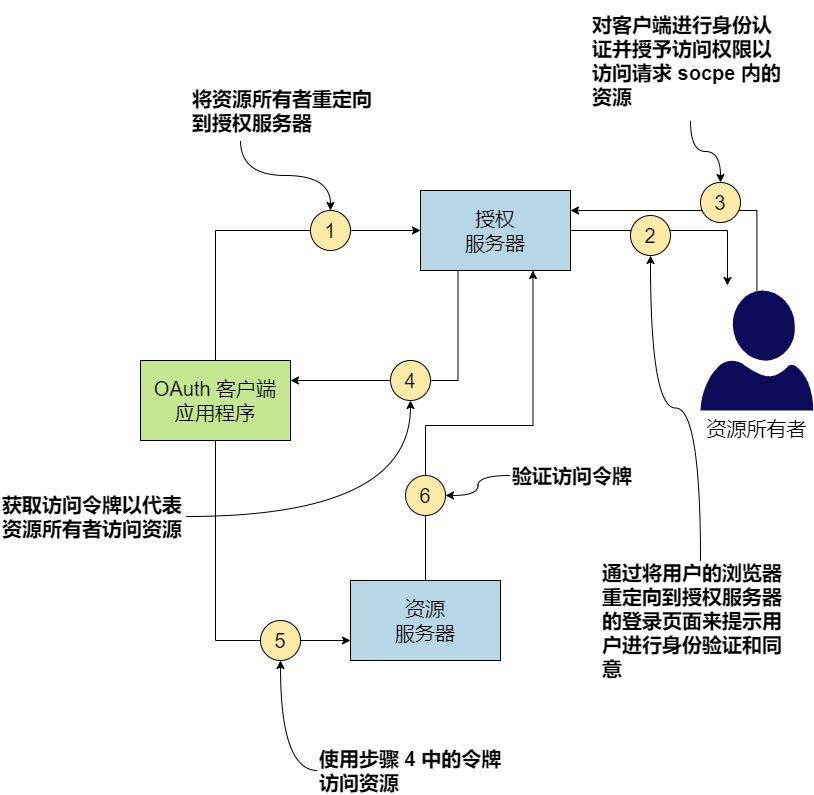 对客户端进行身份认
证并授予访问权限以
访问请求 socpe 内的
资源
将资源所有者重定向
到授权服务器
3
授权
服务器
1
2
OAuth 客户端
应用程序
4
资源所有者
6
验证访问令牌
获取访问令牌以代表
资源所有者访问资源
通过将用户的浏览器
重定向到授权服务器
的登录页面来提示用
户进行身份验证和同
意
资源
服务器
5
使用步骤 4 中的令牌
访问资源